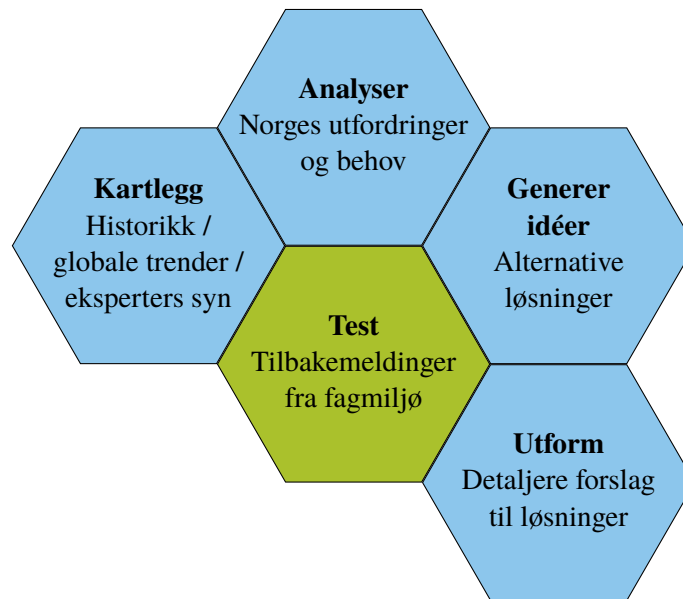 Kartlegg
Historikk /
globale trender /
eksperters syn
Analyser
Norges utfordringer
og behov
Generer
idéer
Alternative
løsninger
Test
Tilbakemeldinger
fra fagmiljø
Utform
Detaljere forslag
til løsninger